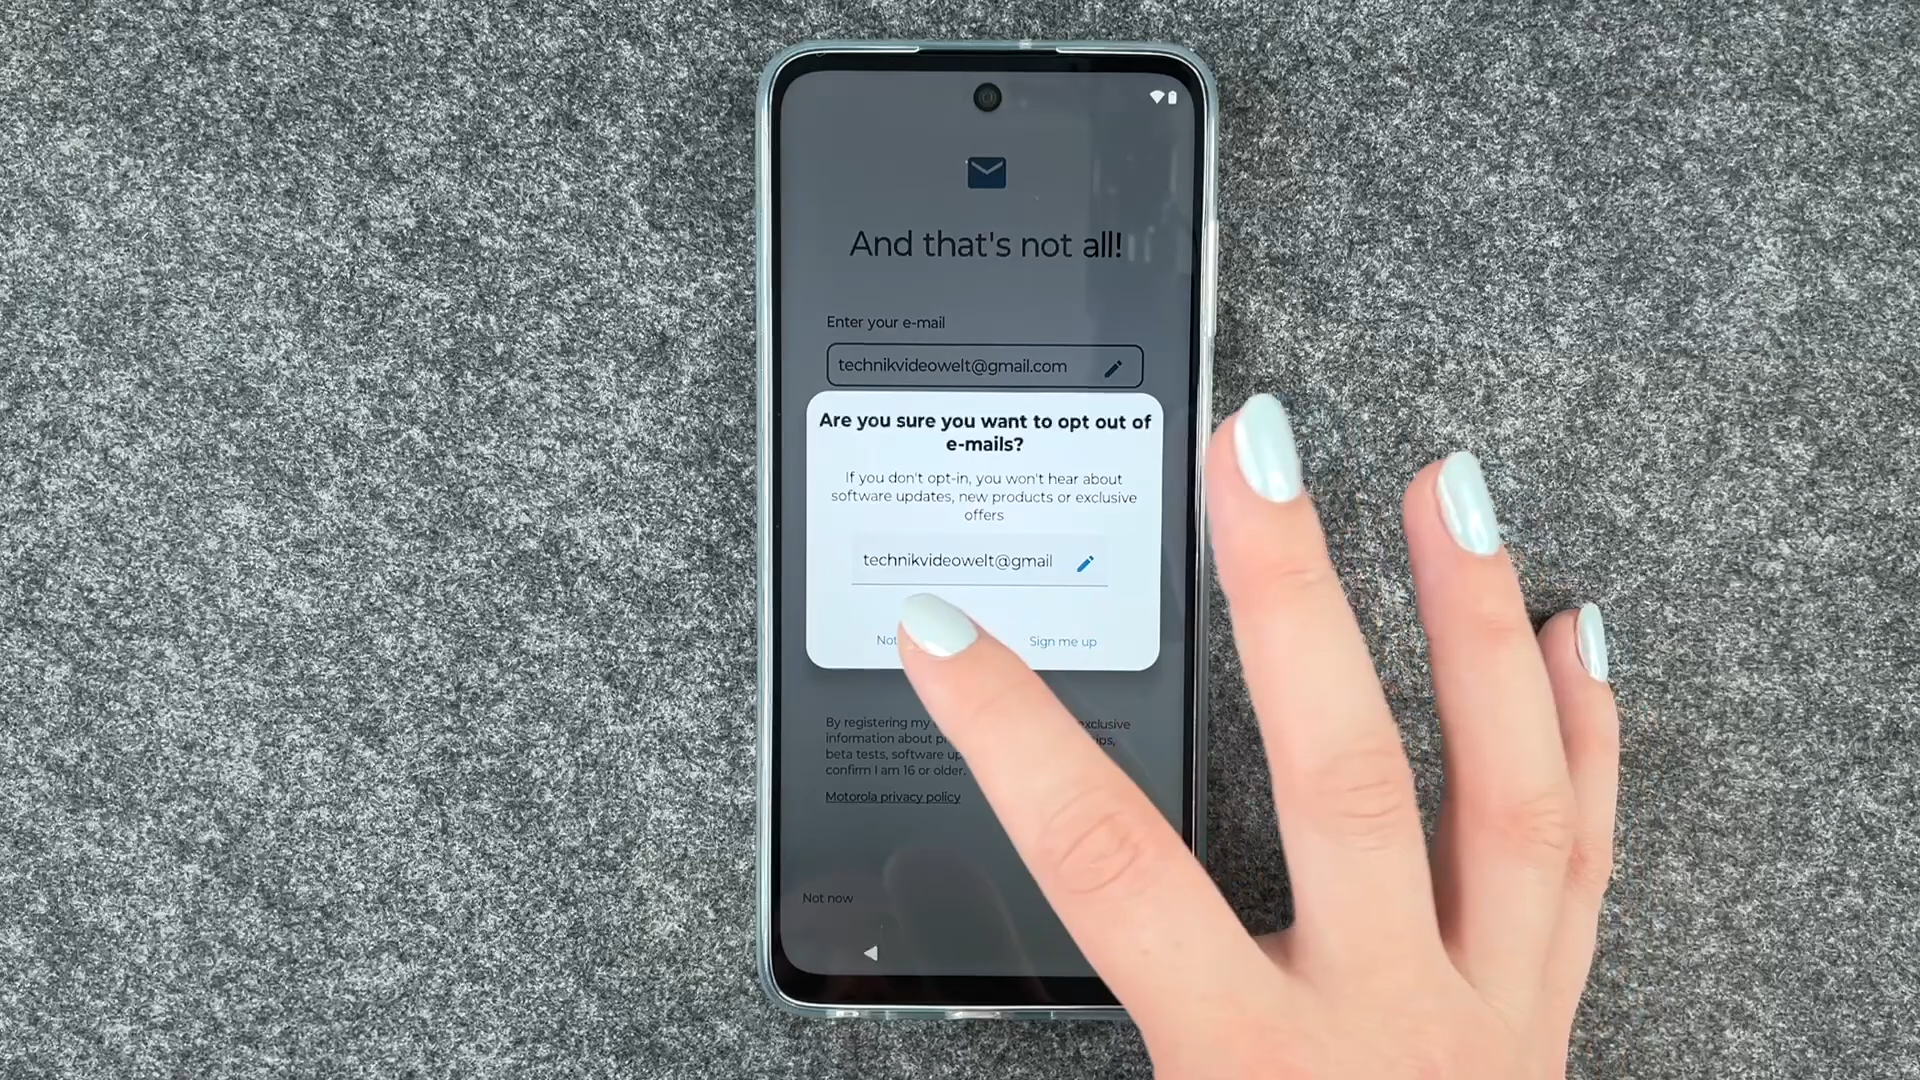 And that's not all!
Enter your e-mail
technikvideowelt@gmail.com
Are you sure you want to opt out of
e-mails?
If you don't opt-in, you won't hear about
software updates, new products or exclusive
offers
technikvideowelt@gmail
Sign me up
By registering my exclusive
information about
beta tests, software
confirm I am 16 or older.
Motorola privacy policy
Not now